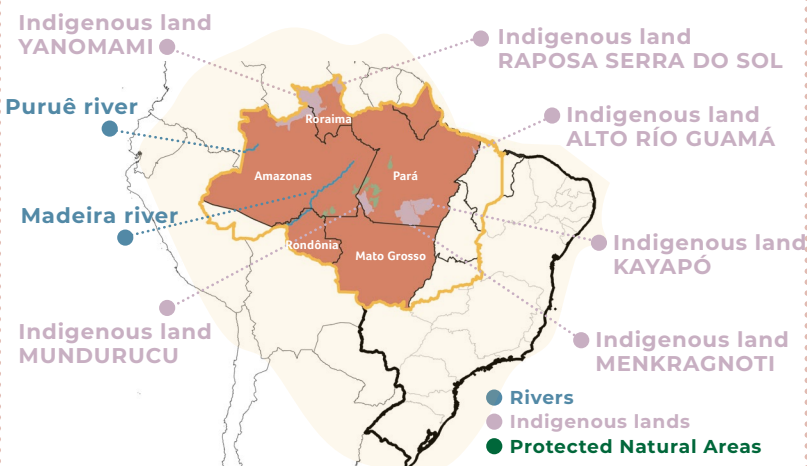 Indigenous land
YANOMAMI
Indigenous land
RAPOSA SERRA DO SOL
Puruê river
Roraima
Indigenous land
ALTO RÍO GUAMÁ
Amazonas
Pará
Madeira river
Rondônia
Mato Grosso
Indigenous land
KAYAPÓ
Indigenous land
MUNDURUCU
Indigenous land
MENKRAGNOTI
Rivers
Indigenous lands
Protected Natural Areas